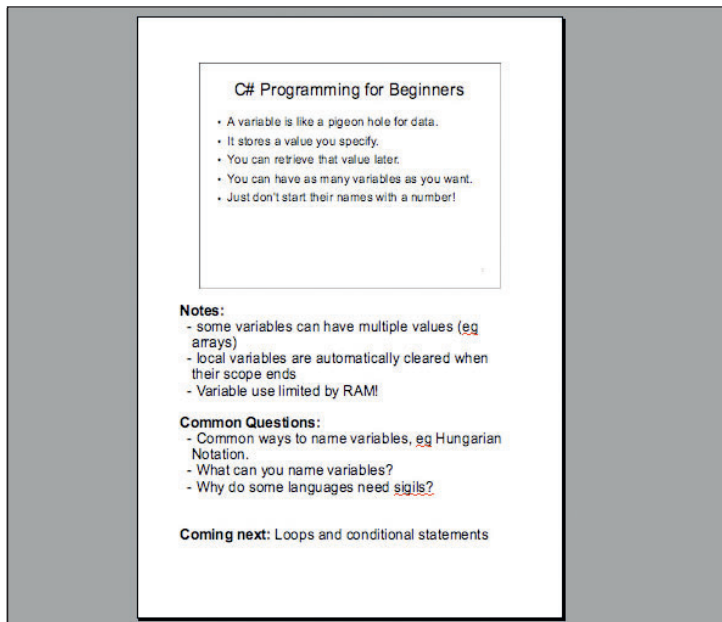 C# Programming for Beginners
• A variable is like a pigeon hole for data.
• It stores a value you specify.
• You can retrieve that value later.
• You can have as many variables as you want.
• Just don't start their names with a number!
Notes:
- some variables can have multiple values (eg
arrays)
- local variables are automatically cleared when
their scope ends
- Variable use limited by RAM!
Common Questions:
- Common ways to name variables, eg Hungarian
Notation.
- What can you name variables?
- Why do some languages need sigils?
Coming next: Loops and conditional statements